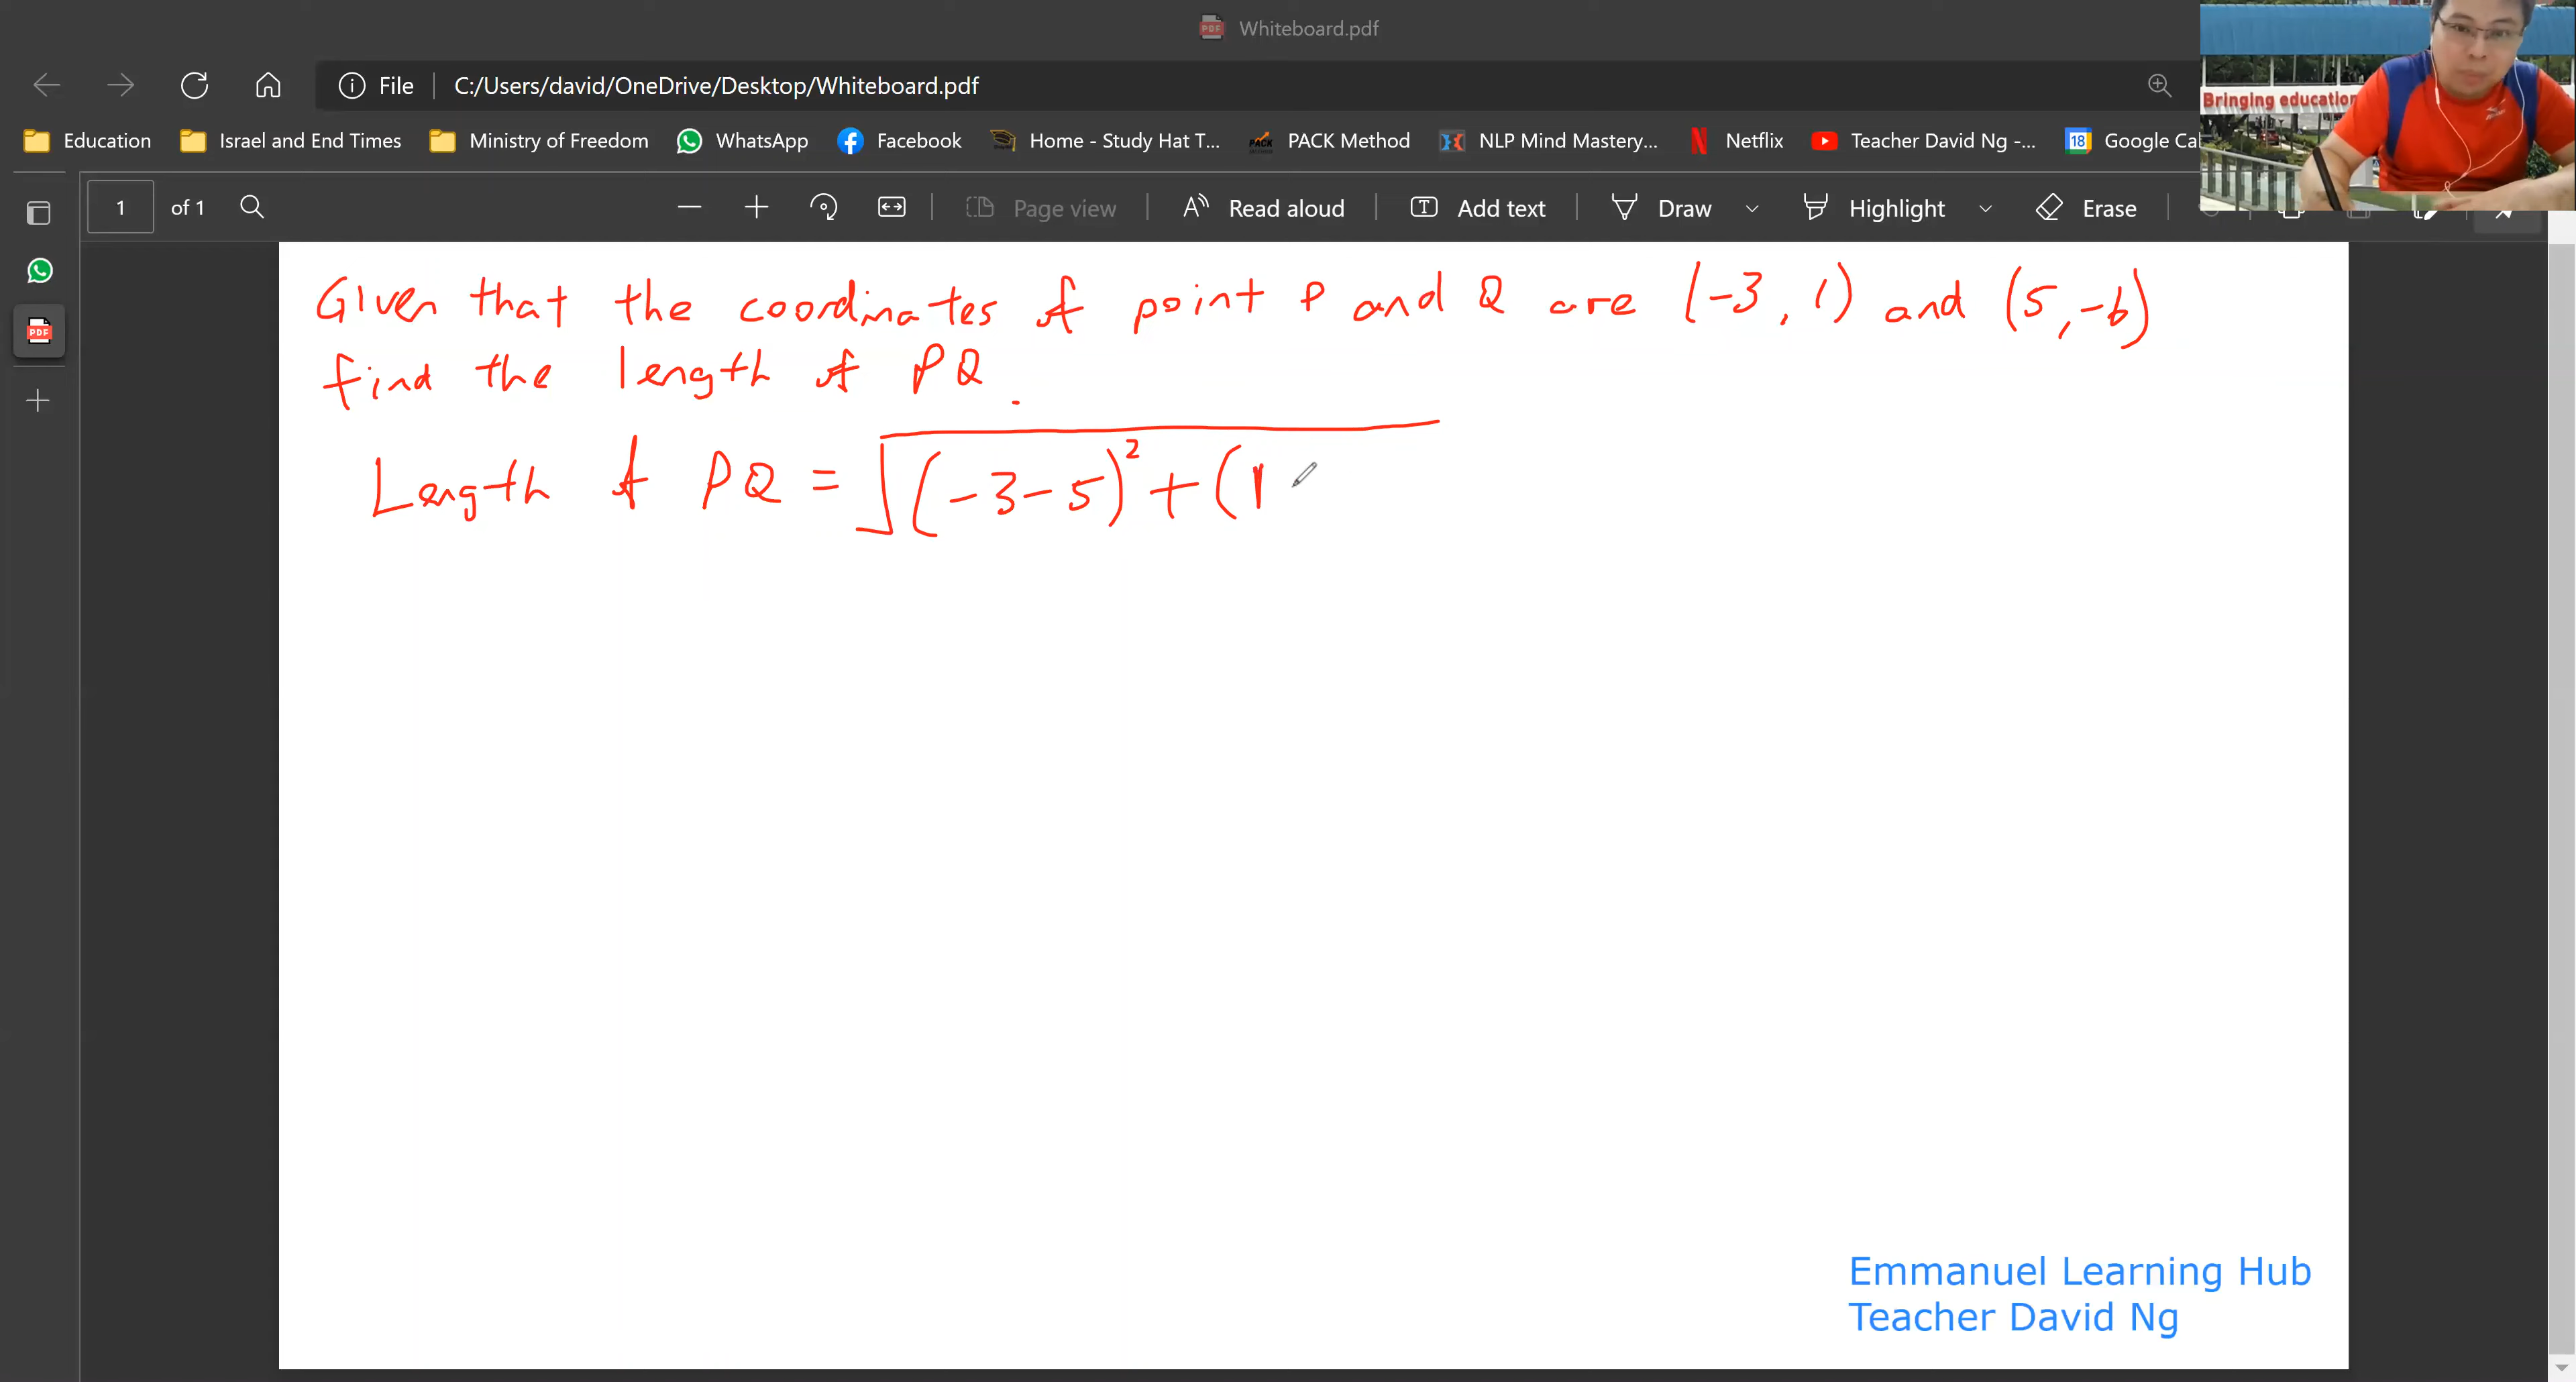 Whiteboard.pdf
File C:/Users/david/OneDrive/Desktop/Whiteboard.pdf
Bringing education
Education Israel and End Times Ministry of Freedom WhatsApp Facebook Home - Study Hat T... PACK Method NLP Mind Mastery... Netflix Teacher David Ng -... 18 Google Ca
1 of 1 Page view Read aloud Add text Draw Highlight Erase
PDF
Given that the coordinates of point P and Q are (-3, 1) and (5, -6)
find the length of PQ.
Length of PQ = √(-3-5)² + (1
Emmanuel Learning Hub
Teacher David Ng